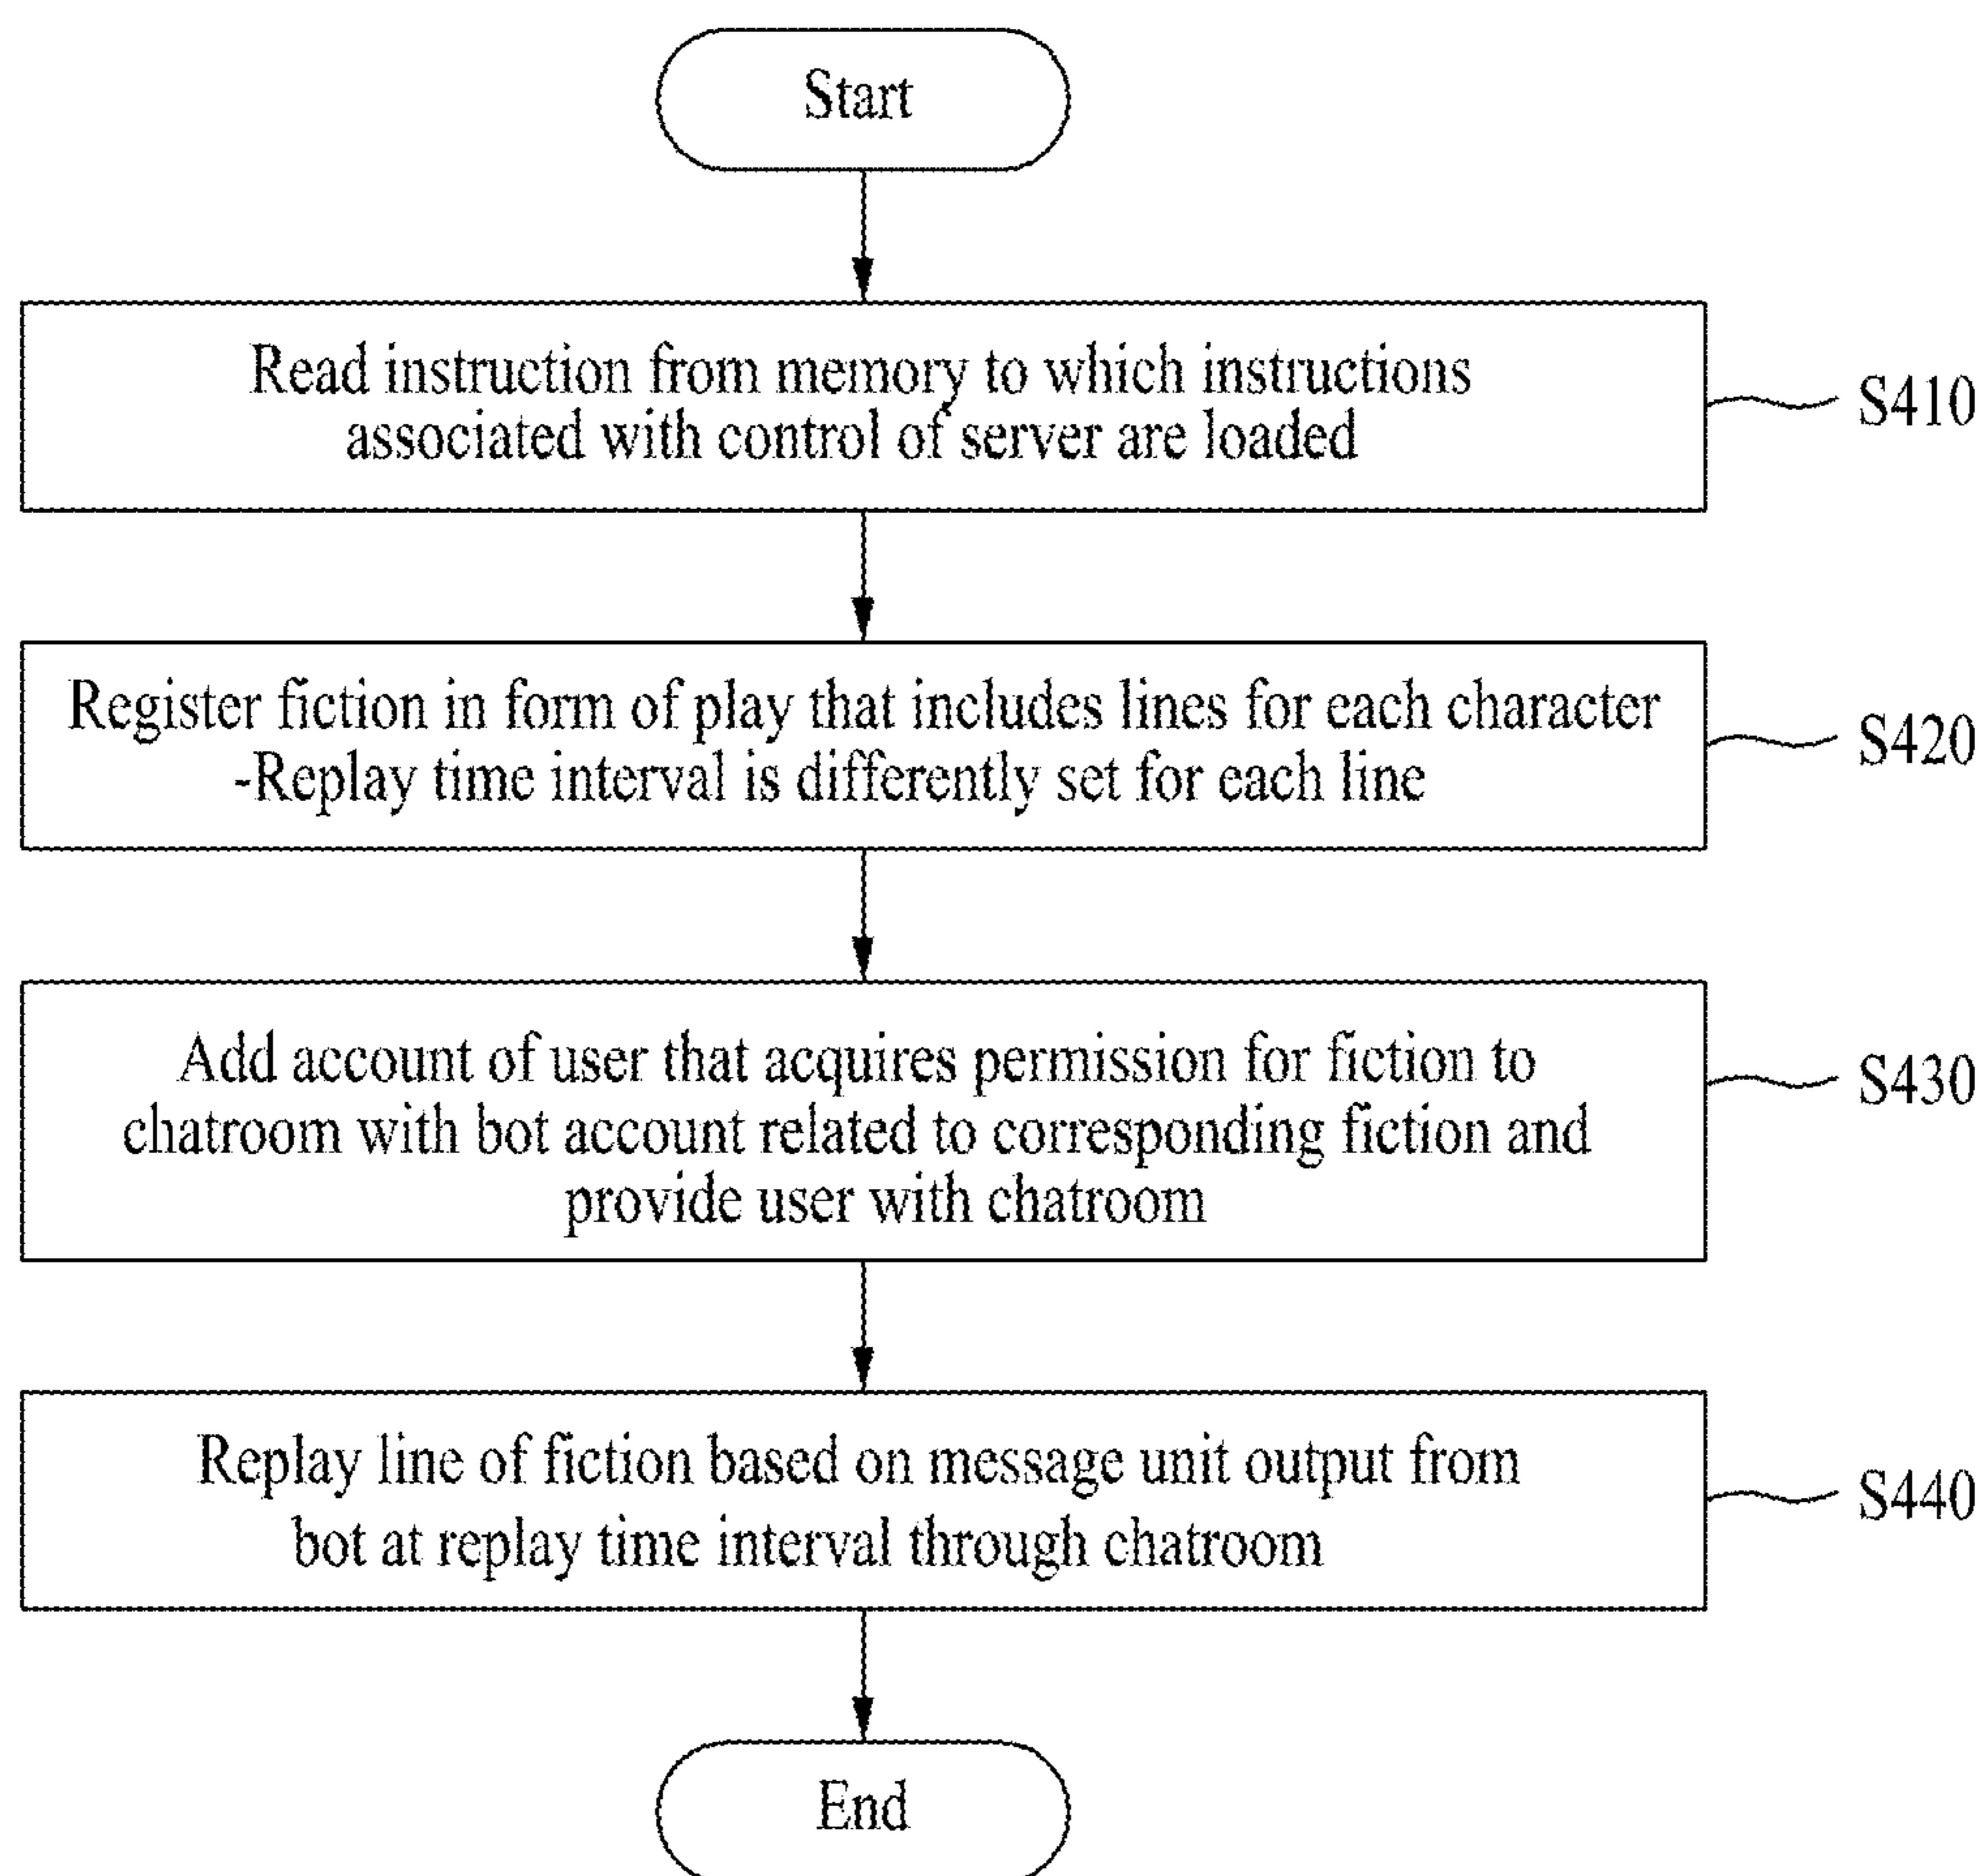 Start
Read instruction from memory to which instructions
associated with control of server are loaded
S410
Register fiction in form of play that includes lines for each character
-Replay time interval is differently set for each line
S420
Add account of user that acquires permission for fiction to
chatroom with bot account related to corresponding fiction and
provide user with chatroom
S430
Replay line of fiction based on message unit output from
bot at replay time interval through chatroom
S440
End